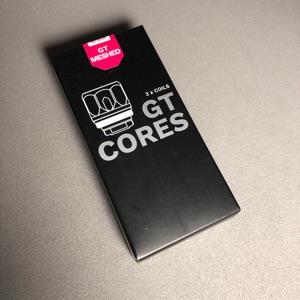 GT
MESHED
3 x COILS
GT
CORES